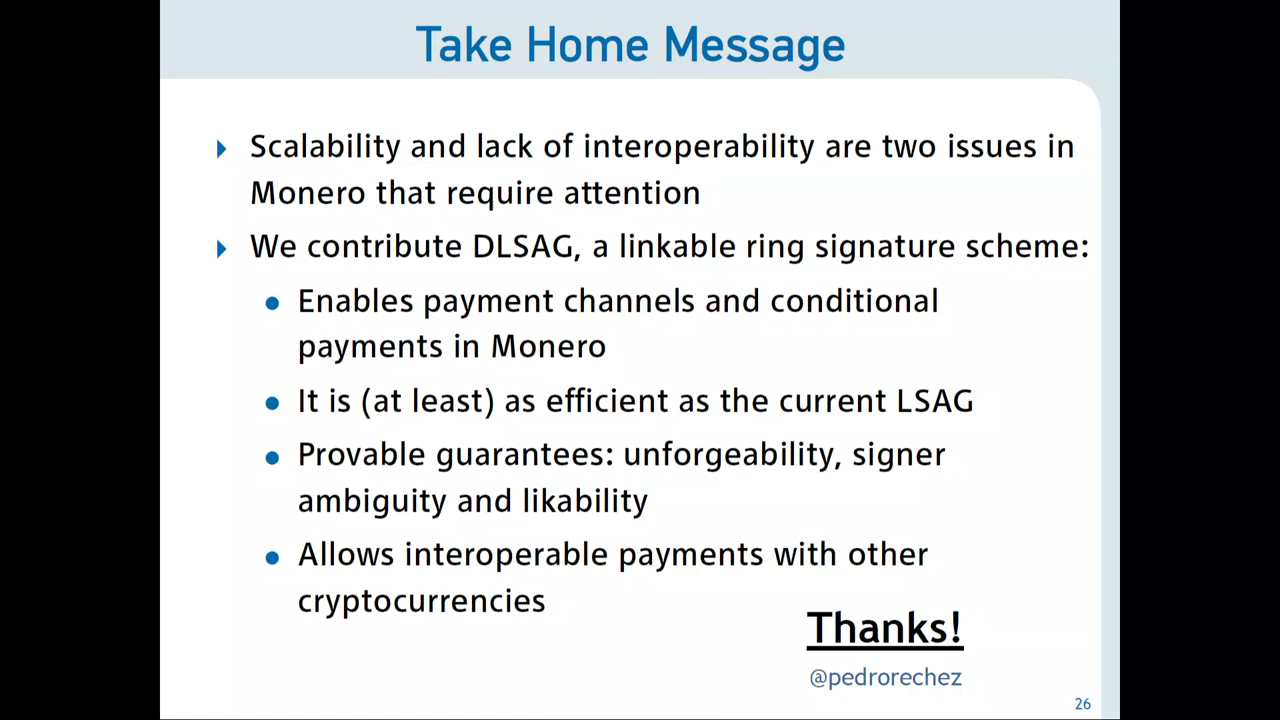 Take Home Message
Scalability and lack of interoperability are two issues in
Monero that require attention
We contribute DLSAG, a linkable ring signature scheme:
Enables payment channels and conditional
payments in Monero
It is (at least) as efficient as the current LSAG
Provable guarantees: unforgeability, signer
ambiguity and likability
Allows interoperable payments with other
cryptocurrencies
Thanks!
@pedrorechez
26